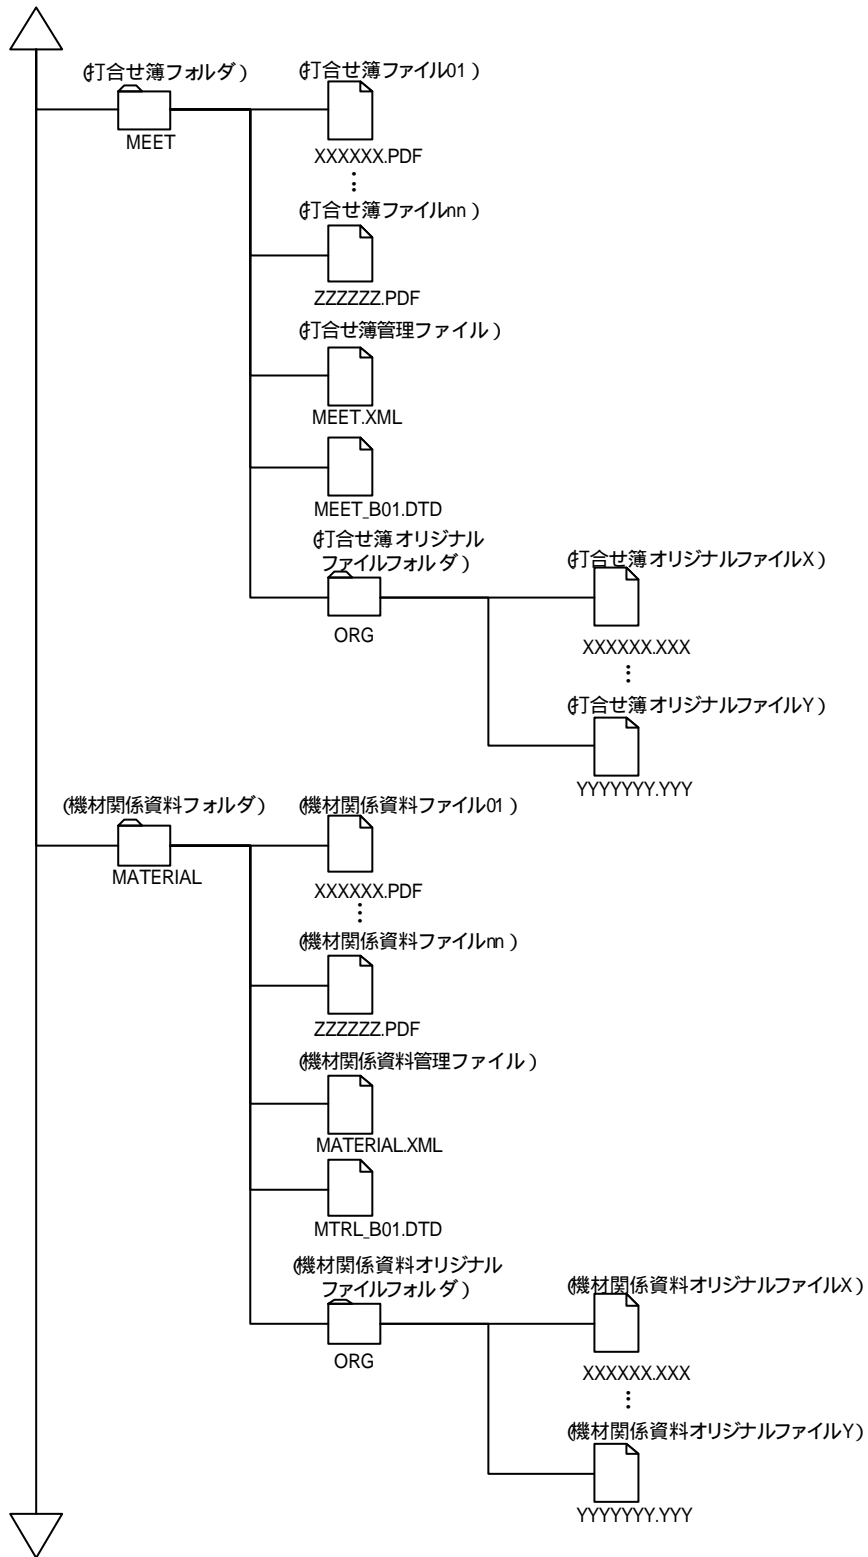 (打合せ簿フォルダ)
MEET
(打合せ簿ファイル01)
XXXXXX.PDF
(打合せ簿ファイルnn)
ZZZZZZ.PDF
(打合せ簿管理ファイル)
MEET.XML
MEET_B01.DTD
(打合せ簿オリジナル
ファイルフォルダ)
ORG
(打合せ簿オリジナルファイルX)
XXXXXX.XXX
(打合せ簿オリジナルファイルY)
YYYYYYY.YYY
(機材関係資料フォルダ)
MATERIAL
(機材関係資料ファイル01)
XXXXXX.PDF
(機材関係資料ファイルnn)
ZZZZZZ.PDF
(機材関係資料管理ファイル)
MATERIAL.XML
MTRL_B01.DTD
(機材関係資料オリジナル
ファイルフォルダ)
ORG
(機材関係資料オリジナルファイルX)
XXXXXX.XXX
(機材関係資料オリジナルファイルY)
YYYYYYY.YYY